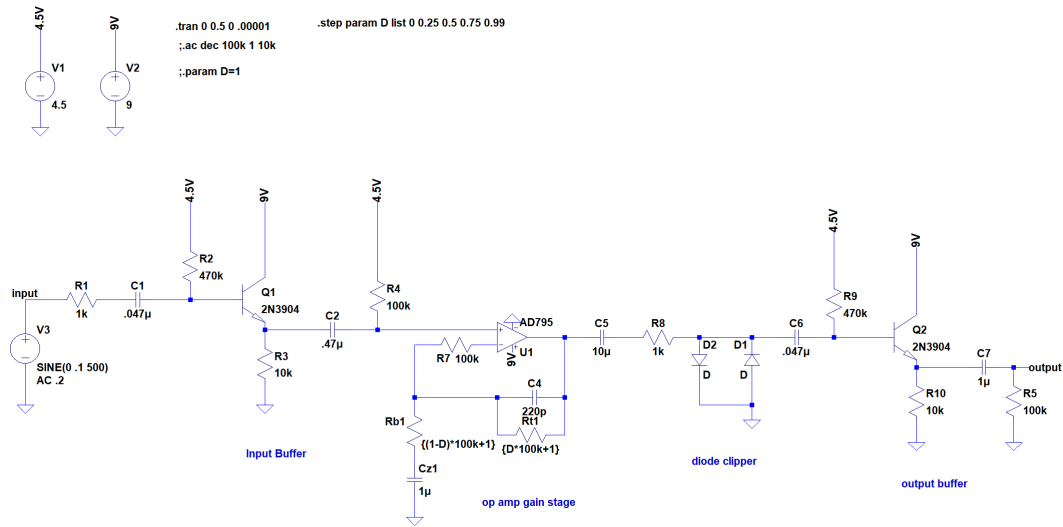 4.5V
9V
.tran 0 0.5 0 .00001
.step param D list 0 0.25 0.5 0.75 0.99
;.ac dec 100k 1 10k
;.param D=1
V1
4.5
V2
9
4.5V
9V
4.5V
4.5V
9V
R2
470k
R4
100k
R9
470k
input
R1
1k
C1
.047µ
Q1
2N3904
C2
.47µ
AD795
U1
9V
R7 100k
C5
10µ
R8
1k
D2
D
D1
D
C6
.047µ
Q2
2N3904
C7
1µ
output
V3
SINE(0 .1 500)
AC .2
R3
10k
C4
220p
R10
10k
R5
100k
Rb1
{(1-D)*100k+1}
Rt1
{D*100k+1}
Cz1
1µ
Input Buffer
op amp gain stage
diode clipper
output buffer